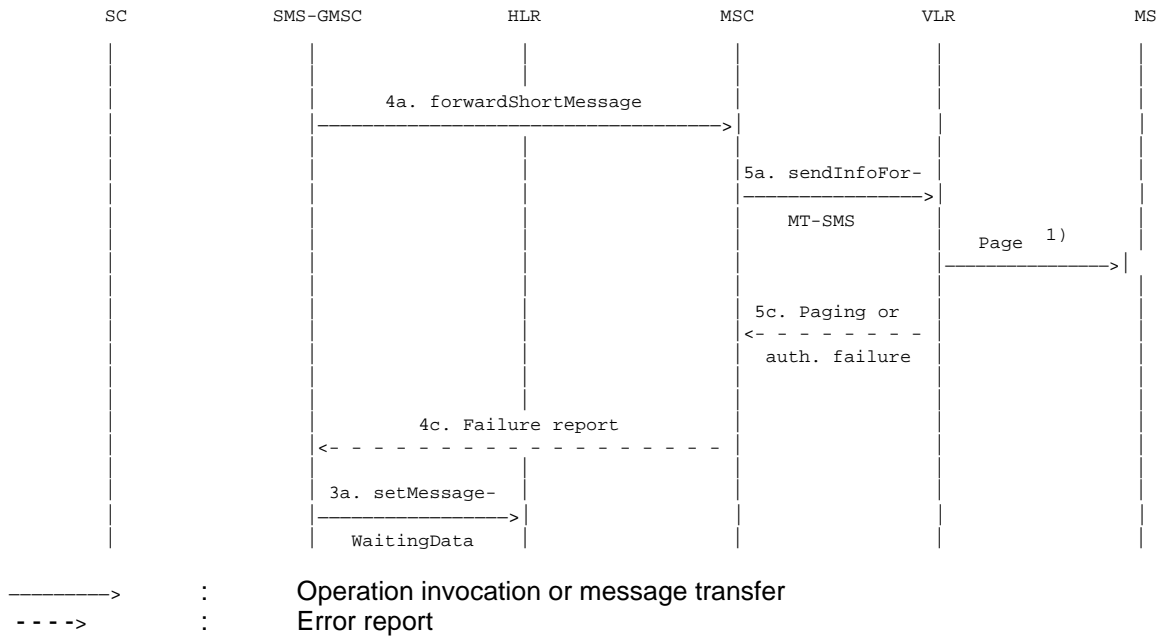 SC SMS-GMSC HLR MSC VLR MS
4a. forwardShortMessage
5a. sendInfoFor-
MT-SMS
Page 1)
5c. Paging or
auth. failure
4c. Failure report
3a. setMessage-
WaitingData
: Operation invocation or message transfer
: Error report